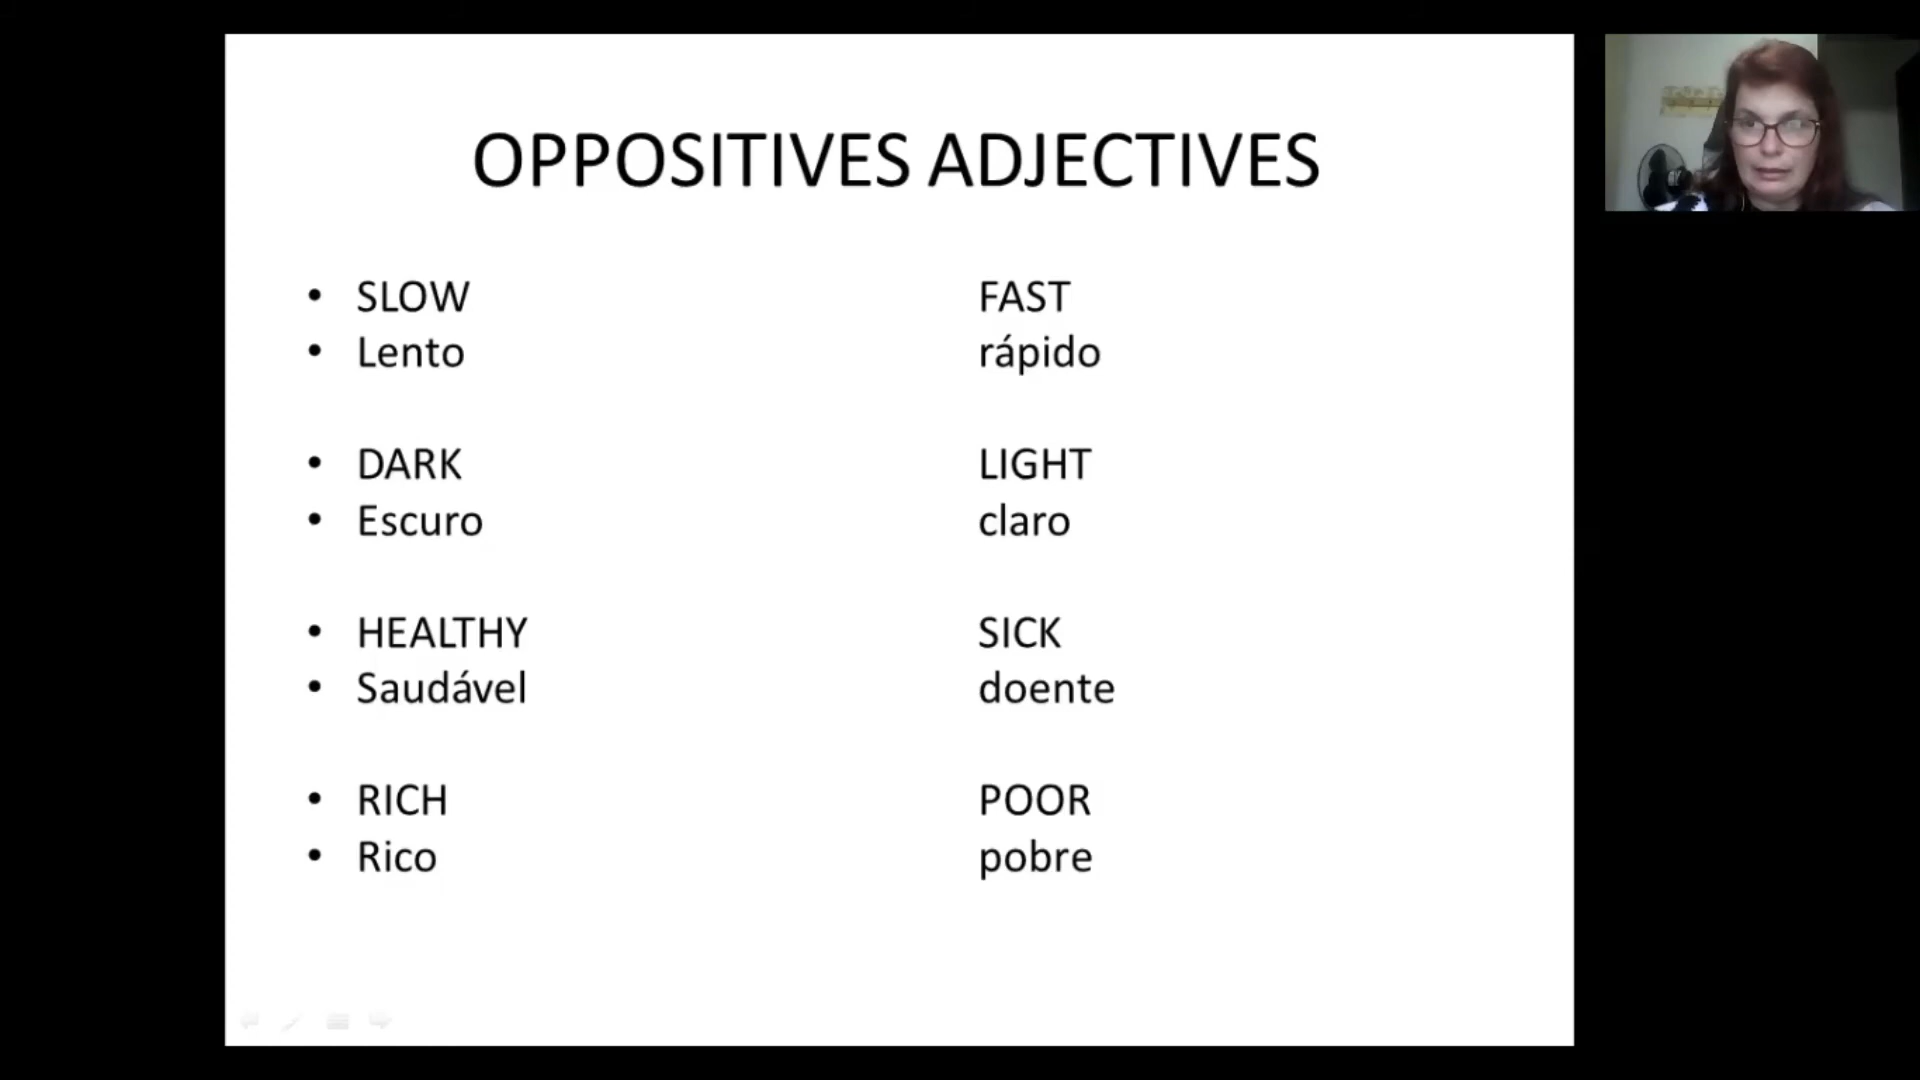 OPPOSITIVES ADJECTIVES
• SLOW FAST
• Lento rápido
• DARK LIGHT
• Escuro claro
• HEALTHY SICK
• Saudável doente
• RICH POOR
• Rico pobre